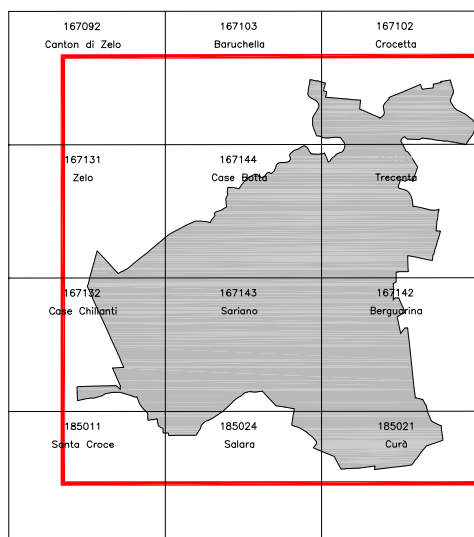 167092
Canton di Zelo
167103
Baruchella
167102
Crocetta
167131
Zelo
167144
Case Botta
Trecenta
167132
Case Chillanti
167143
Sariano
167142
Berguarina
185011
Santa Croce
185024
Salara
185021
Curà